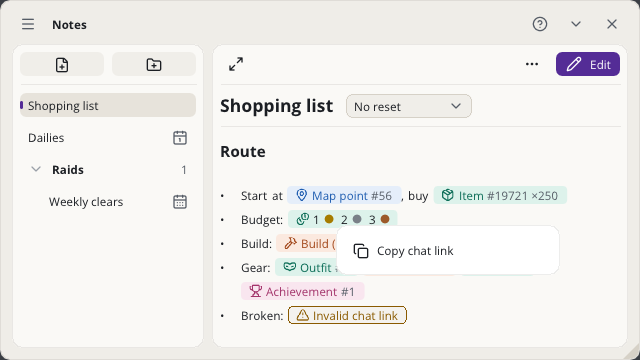 Notes
Edit
Shopping list
Dailies
Raids 1
Weekly clears
Shopping list No reset
Route
• Start at Map point #56 , buy Item #19721 ×250
• Budget: 1 2 3
• Build: Build (
• Gear: Outfit
Achievement #1
• Broken: Invalid chat link
Copy chat link